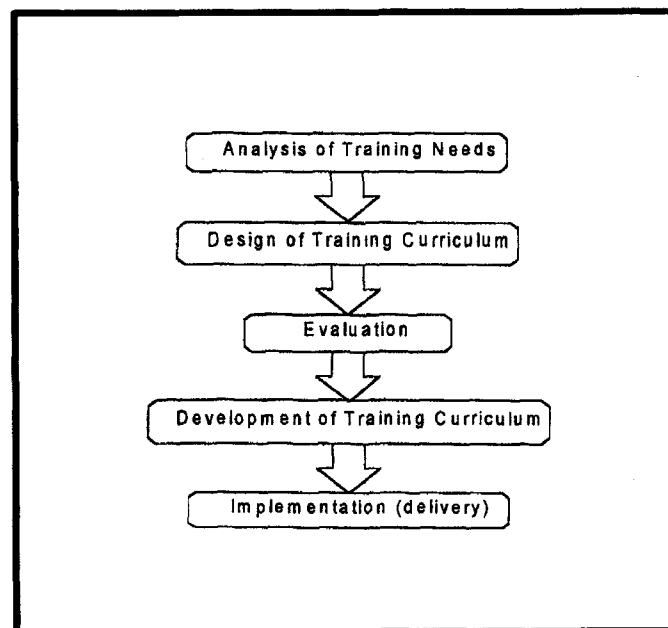 Analysis of Training Needs
Design of Training Curriculum
Evaluation
Development of Training Curriculum
Implementation (delivery)